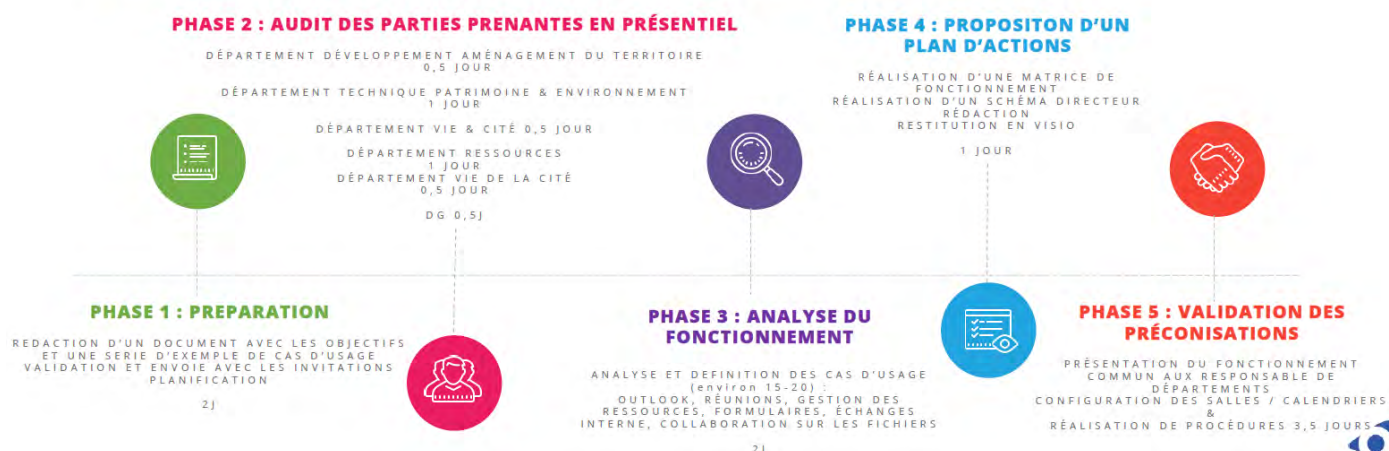 PHASE 2 : AUDIT DES PARTIES PRENANTES EN PRÉSENTIEL
DÉPARTEMENT DÉVELOPPEMENT AMÉNAGEMENT DU TERRITOIRE
0,5 JOUR
DÉPARTEMENT TECHNIQUE PATRIMOINE & ENVIRONNEMENT
1 JOUR
DÉPARTEMENT VIE & CITÉ 0,5 JOUR
DÉPARTEMENT RESSOURCES
1 JOUR
DÉPARTEMENT VIE DE LA CITÉ
0,5 JOUR
DG 0,5J
PHASE 4 : PROPOSITON D'UN
PLAN D'ACTIONS
RÉALISATION D'UNE MATRICE DE
FONCTIONNEMENT
RÉALISATION D'UN SCHÉMA DIRECTEUR
RÉDACTION
RESTITUTION EN VISIO
1 JOUR
PHASE 1 : PREPARATION
REDACTION D'UN DOCUMENT AVEC LES OBJECTIFS
ET UNE SERIE D'EXEMPLE DE CAS D'USAGE
VALIDATION ET ENVOIE AVEC LES INVITATIONS
PLANIFICATION
2J
PHASE 3 : ANALYSE DU
FONCTIONNEMENT
ANALYSE ET DEFINITION DES CAS D'USAGE
(environ 15-20) :
OUTLOOK, RÉUNIONS, GESTION DES
RESSOURCES, FORMULAIRES, ÉCHANGES
INTERNE, COLLABORATION SUR LES FICHIERS
2J
PHASE 5 : VALIDATION DES
PRÉCONISATIONS
PRÉSENTATION DU FONCTIONNEMENT
COMMUN AUX RESPONSABLE DE
DÉPARTEMENTS
CONFIGURATION DES SALLES / CALENDRIERS
&
RÉALISATION DE PROCÉDURES 3,5 JOURS